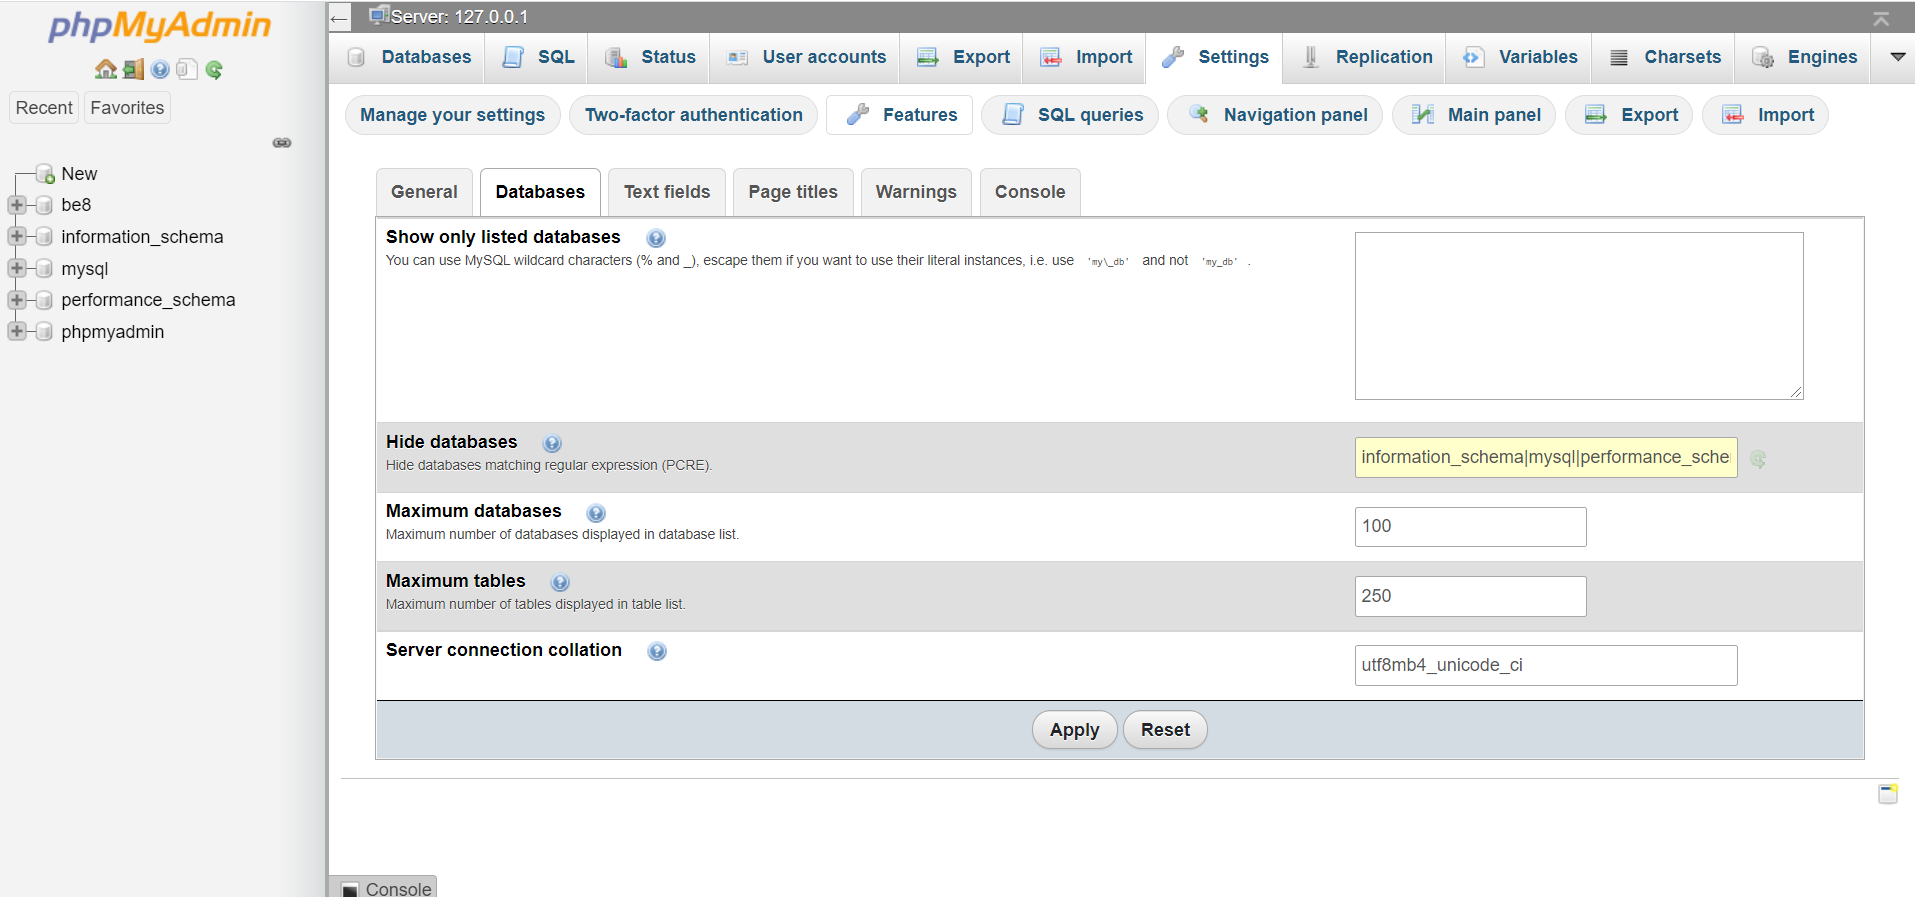 phpMyAdmin
Recent Favorites
New
be8
information_schema
mysql
performance_schema
phpmyadmin
Server: 127.0.0.1
Databases SQL Status User accounts Export Import Settings Replication Variables Charsets Engines
Manage your settings Two-factor authentication Features SQL queries Navigation panel Main panel Export Import
General Databases Text fields Page titles Warnings Console
Show only listed databases
You can use MySQL wildcard characters (% and _), escape them if you want to use their literal instances, i.e. use 'my\_db' and not 'my_db' .
Hide databases
Hide databases matching regular expression (PCRE).
information_schema|mysql|performance_sche
Maximum databases
Maximum number of databases displayed in database list.
100
Maximum tables
Maximum number of tables displayed in table list.
250
Server connection collation
utf8mb4_unicode_ci
Apply Reset
Console